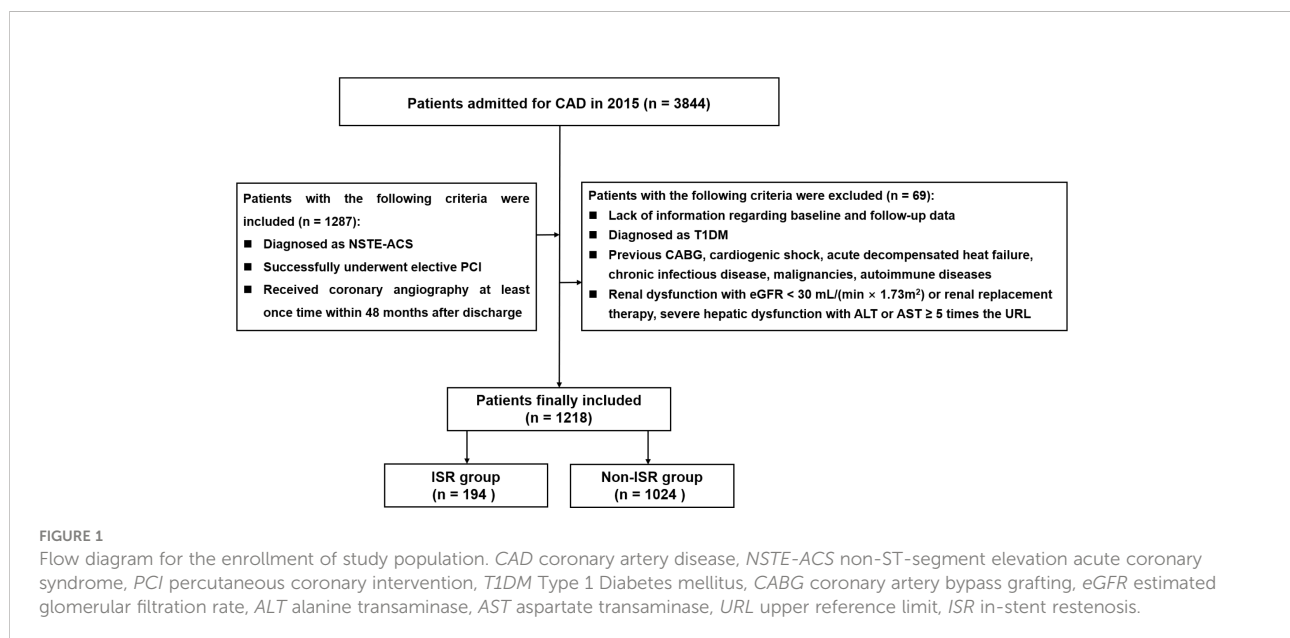 Patients admitted for CAD in 2015 (n = 3844)
Patients with the following criteria were
included (n = 1287):
■ Diagnosed as NSTE-ACS
■ Successfully underwent elective PCI
■ Received coronary angiography at least
once time within 48 months after discharge
Patients with the following criteria were excluded (n = 69):
■ Lack of information regarding baseline and follow-up data
■ Diagnosed as T1DM
■ Previous CABG, cardiogenic shock, acute decompensated heat failure,
chronic infectious disease, malignancies, autoimmune diseases
■ Renal dysfunction with eGFR < 30 mL/(min × 1.73m²) or renal replacement
therapy, severe hepatic dysfunction with ALT or AST ≥ 5 times the URL
Patients finally included
(n = 1218)
ISR group
(n = 194 )
Non-ISR group
(n = 1024 )
FIGURE 1
Flow diagram for the enrollment of study population. CAD coronary artery disease, NSTE-ACS non-ST-segment elevation acute coronary
syndrome, PCI percutaneous coronary intervention, T1DM Type 1 Diabetes mellitus, CABG coronary artery bypass grafting, eGFR estimated
glomerular filtration rate, ALT alanine transaminase, AST aspartate transaminase, URL upper reference limit, ISR in-stent restenosis.